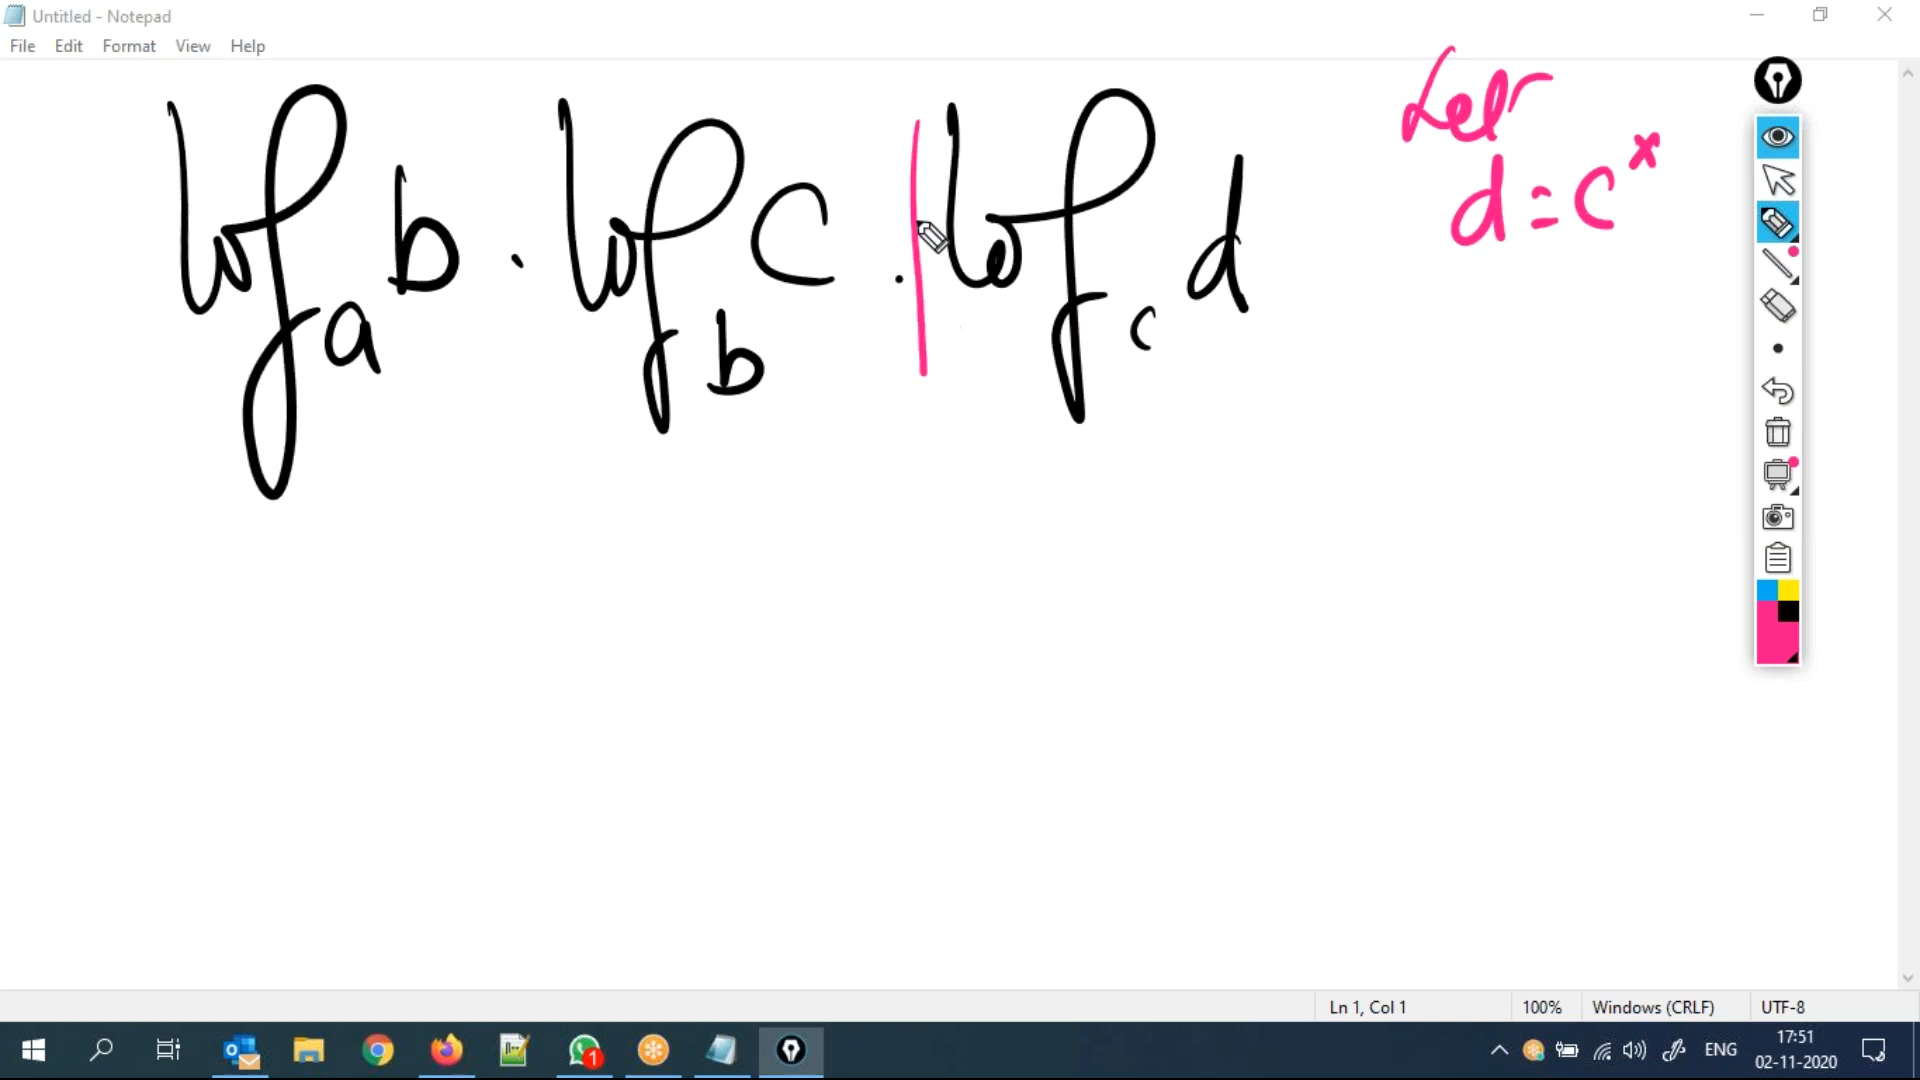 Untitled - Notepad
File Edit Format View Help
log_a b . log_b c . log_c d
Let
d = c^x
Ln 1, Col 1 100% Windows (CRLF) UTF-8
1
ENG
17:51
02-11-2020